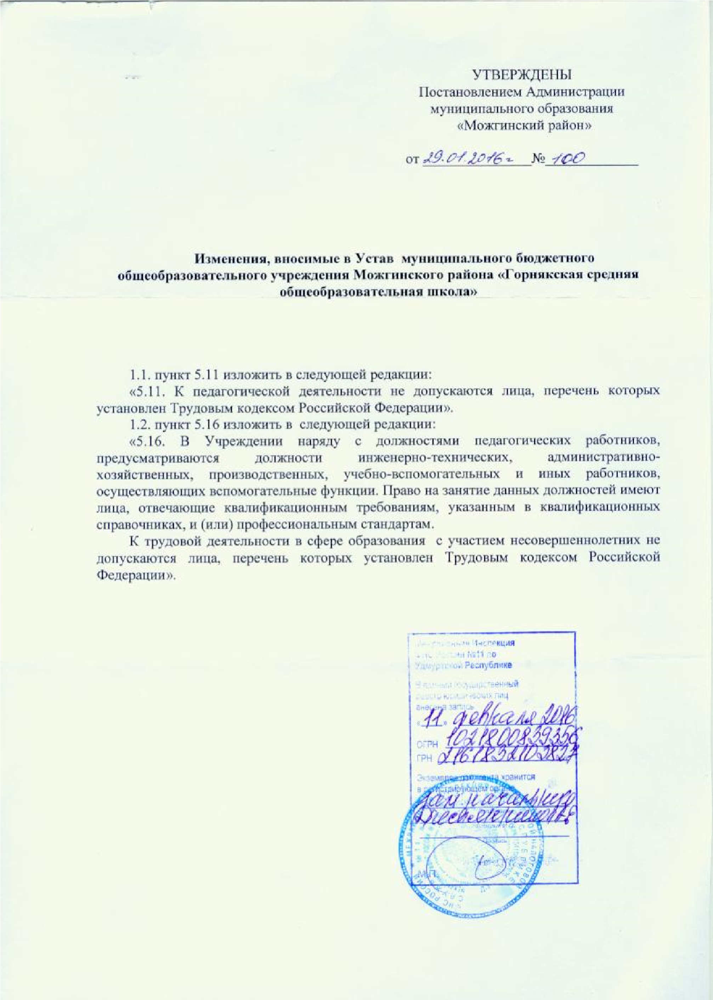 УТВЕРЖДЕНЫ
Постановлением Администрации
муниципального образования
«Можгинский район»
от 29.01.2016г № 100
Изменения, вносимые в Устав муниципального бюджетного
общеобразовательного учреждения Можгинского района «Горнякская средняя
общеобразовательная школа»
1.1. пункт 5.11 изложить в следующей редакции:
«5.11. К педагогической деятельности не допускаются лица, перечень которых
установлен Трудовым кодексом Российской Федерации».
1.2. пункт 5.16 изложить в следующей редакции:
«5.16. В Учреждении наряду с должностями педагогических работников,
предусматриваются должности инженерно-технических, административно-
хозяйственных, производственных, учебно-вспомогательных и иных работников,
осуществляющих вспомогательные функции. Право на занятие данных должностей имеют
лица, отвечающие квалификационным требованиям, указанным в квалификационных
справочниках, и (или) профессиональным стандартам.
К трудовой деятельности в сфере образования с участием несовершеннолетних не
допускаются лица, перечень которых установлен Трудовым кодексом Российской
Федерации».
Межрайонная Инспекция
ФНС России №11 по
Удмуртской Республике
В единый государственный
реестр юридических лиц
внесена запись
«11» февраля 2016
ОГРН 1021800839356
ГРН 2161832103827
Экземпляр документа хранится
в регистрирующем органе
Зам. начальника
М.П.